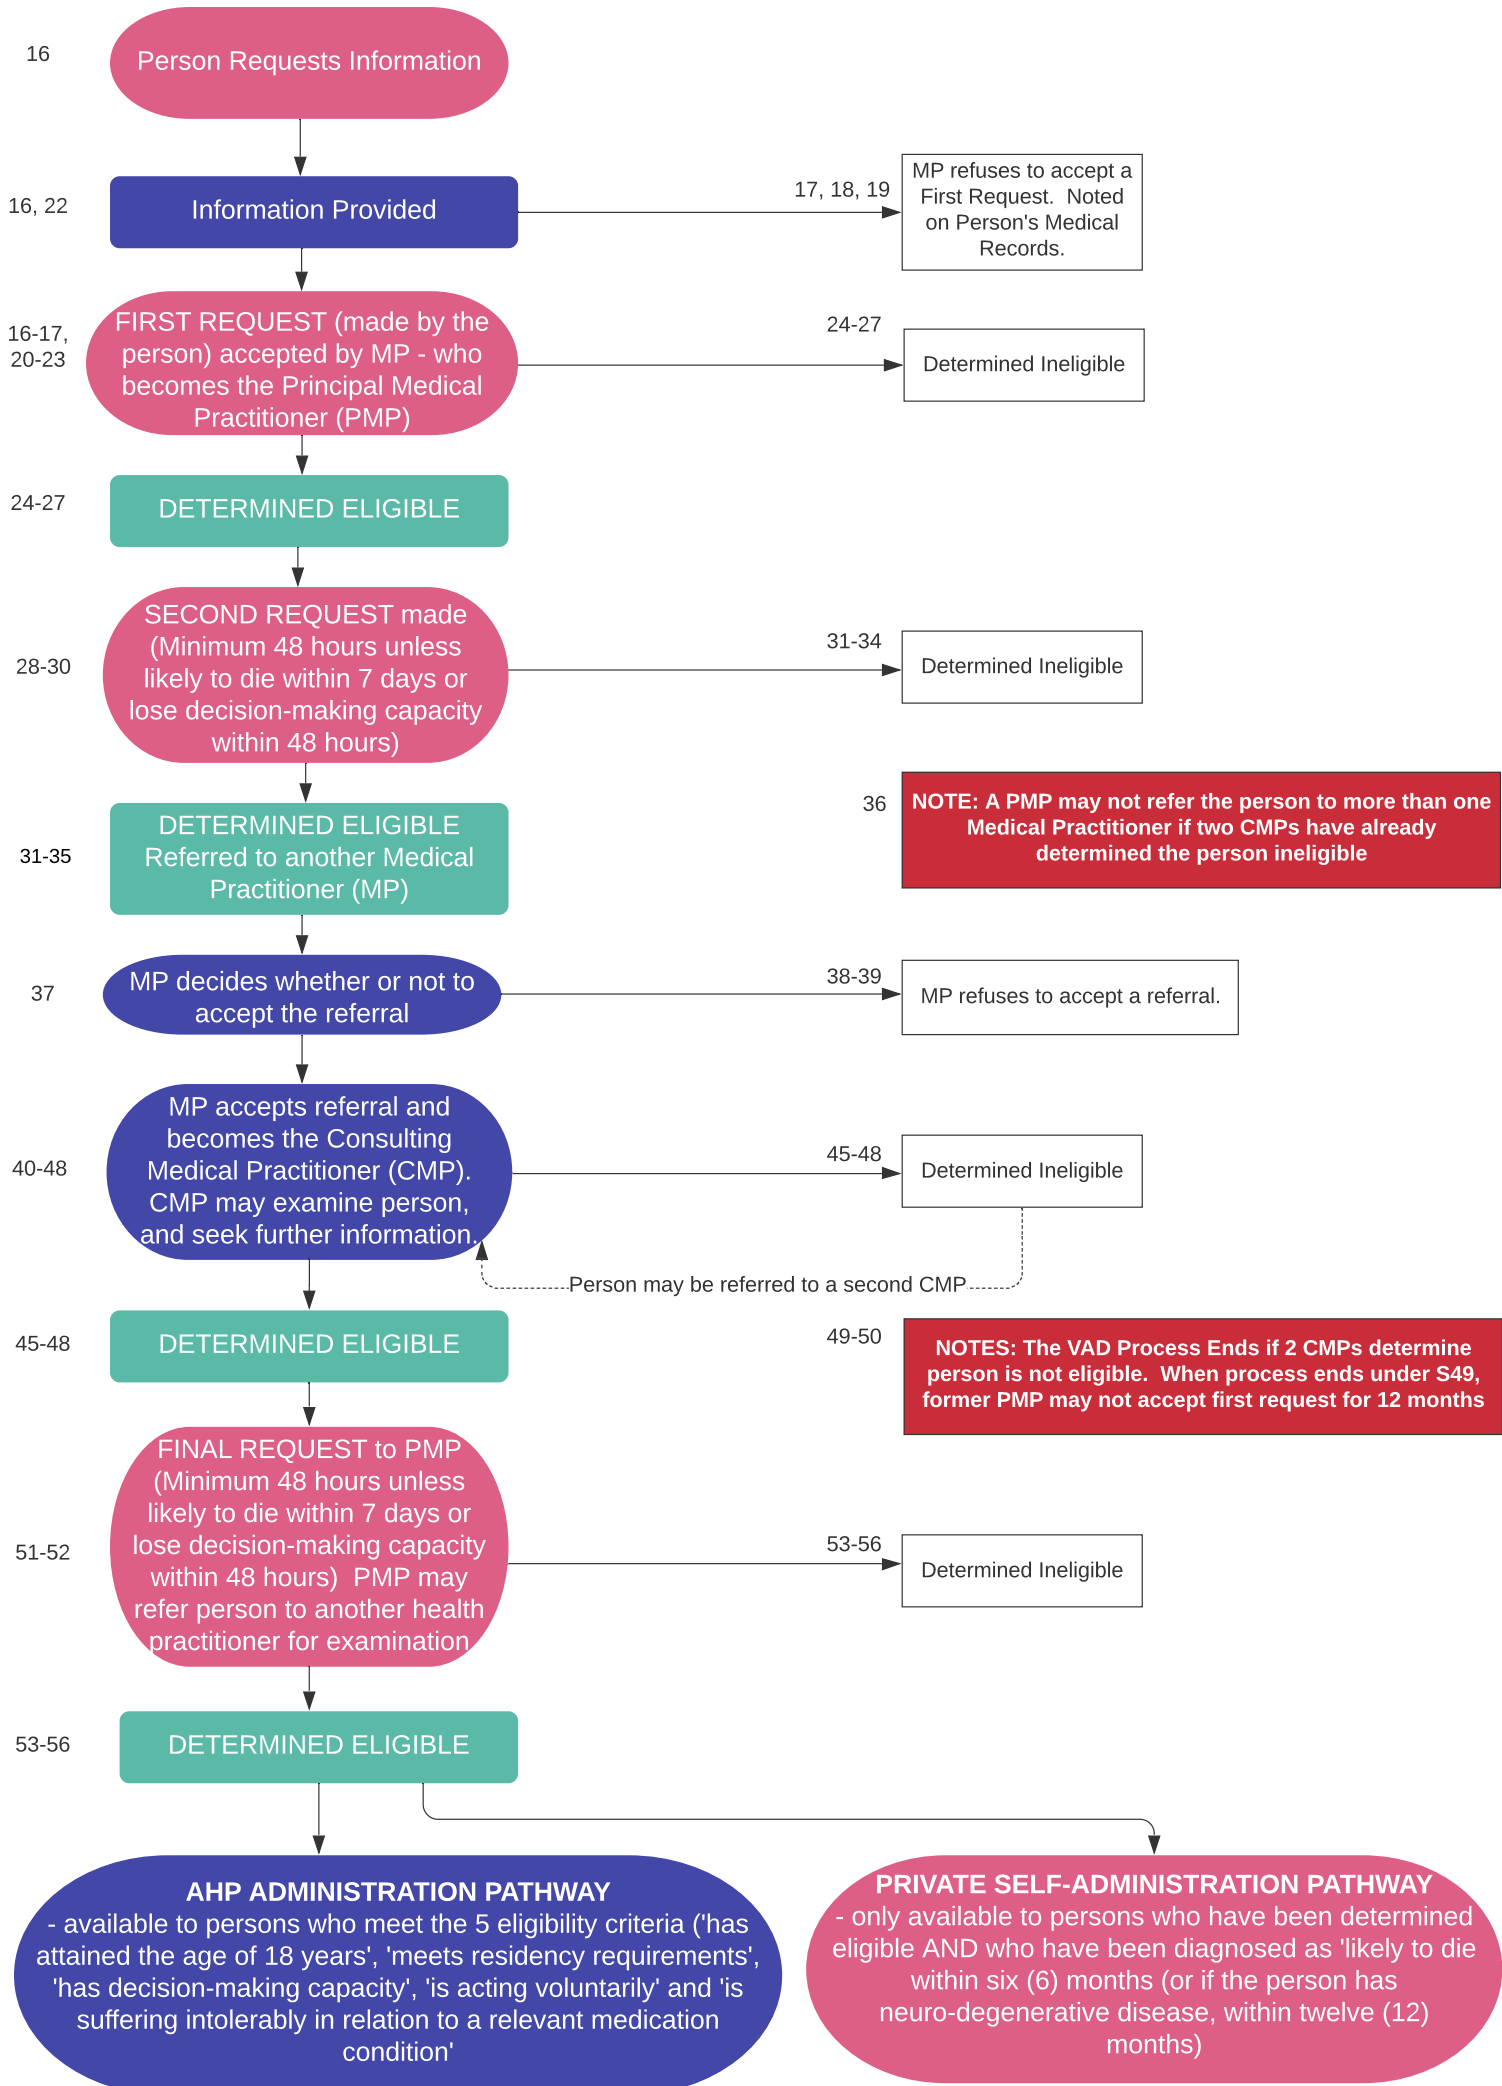 16
Person Requests Information
16, 22
Information Provided
17, 18, 19
MP refuses to accept a
First Request.  Noted
on Person's Medical
Records.
16-17,
20-23
FIRST REQUEST (made by the
person) accepted by MP - who
becomes the Principal Medical
Practitioner (PMP)
24-27
Determined Ineligible
24-27
DETERMINED ELIGIBLE
28-30
SECOND REQUEST made
(Minimum 48 hours unless
likely to die within 7 days or
lose decision-making capacity
within 48 hours)
31-34
Determined Ineligible
36
NOTE: A PMP may not refer the person to more than one
Medical Practitioner if two CMPs have already
determined the person ineligible
31-35
DETERMINED ELIGIBLE
Referred to another Medical
Practitioner (MP)
37
MP decides whether or not to
accept the referral
38-39
MP refuses to accept a referral.
40-48
MP accepts referral and
becomes the Consulting
Medical Practitioner (CMP).
CMP may examine person,
and seek further information.
45-48
Determined Ineligible
Person may be referred to a second CMP
45-48
DETERMINED ELIGIBLE
49-50
NOTES: The VAD Process Ends if 2 CMPs determine
person is not eligible.  When process ends under S49,
former PMP may not accept first request for 12 months
51-52
FINAL REQUEST to PMP
(Minimum 48 hours unless
likely to die within 7 days or
lose decision-making capacity
within 48 hours)  PMP may
refer person to another health
practitioner for examination
53-56
Determined Ineligible
53-56
DETERMINED ELIGIBLE
AHP ADMINISTRATION PATHWAY
- available to persons who meet the 5 eligibility criteria ('has
attained the age of 18 years', 'meets residency requirements',
'has decision-making capacity', 'is acting voluntarily' and 'is
suffering intolerably in relation to a relevant medication
condition'
PRIVATE SELF-ADMINISTRATION PATHWAY
- only available to persons who have been determined
eligible AND who have been diagnosed as 'likely to die
within six (6) months (or if the person has
neuro-degenerative disease, within twelve (12)
months)